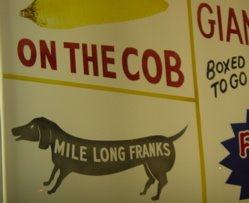 ON THE COB
MILE LONG FRANKS
GIAN
BOXED
TO GO